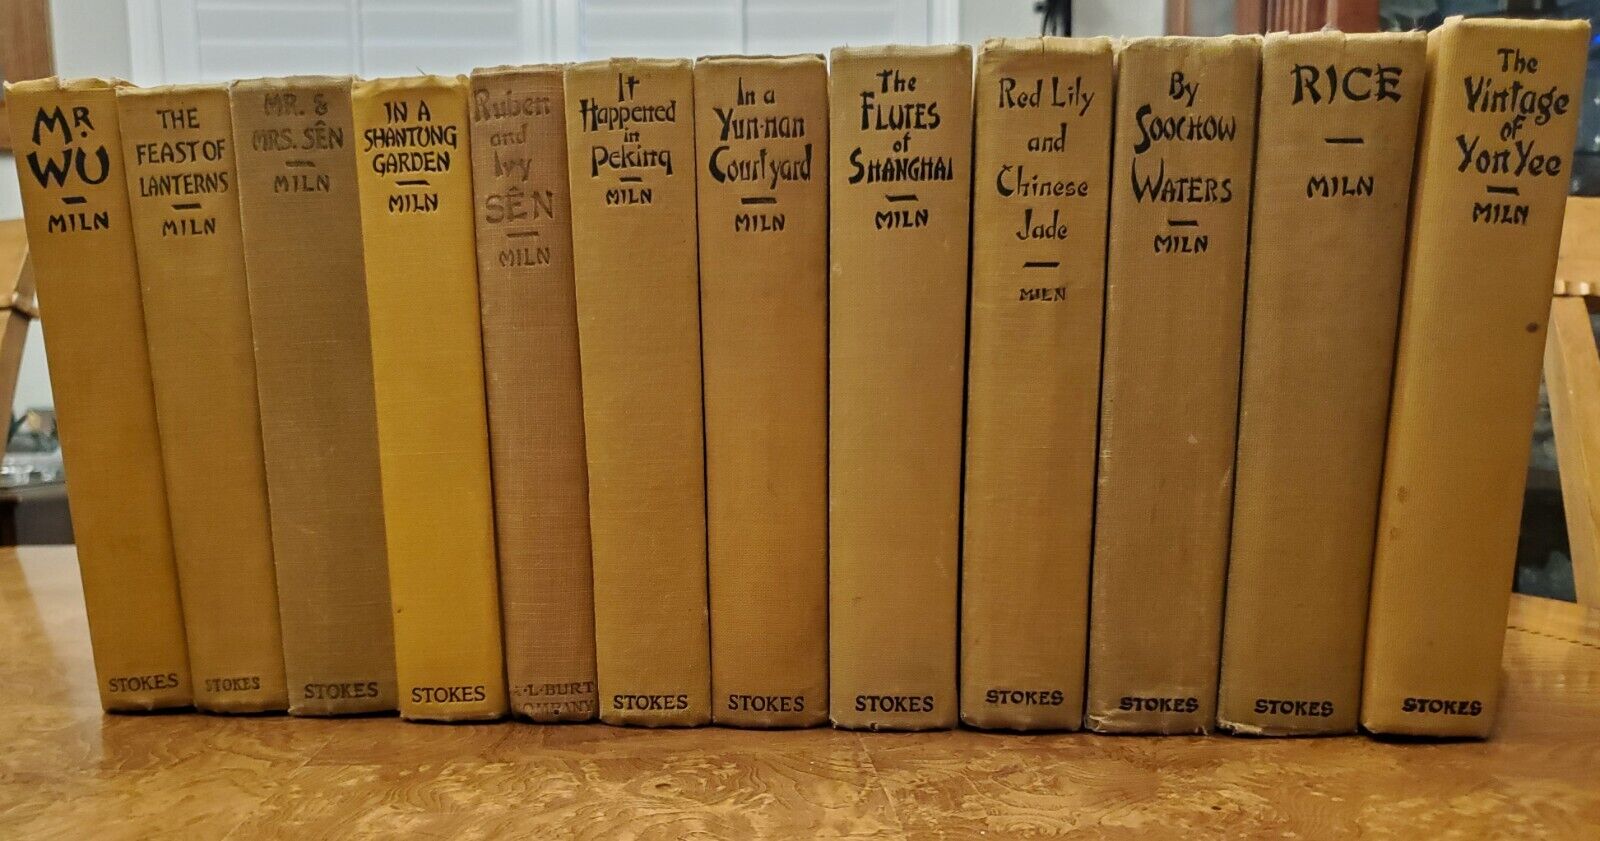 MR.
WU
MILN
STOKES
THE
FEAST OF
LANTERNS
MILN
STOKES
MR. &
MRS. SÊN
MILN
STOKES
IN A
SHANTUNG
GARDEN
MILN
STOKES
Ruben
and
Ivy
SÊN
MILN
A·L·BURT
COMPANY
It
Happened
in
Peking
MILN
STOKES
In a
Yun-nan
Courtyard
MILN
STOKES
The
FLUTES
of
SHANGHAI
MILN
STOKES
Red Lily
and
Chinese
Jade
MILN
STOKES
By
SOOCHOW
WATERS
MILN
STOKES
RICE
MILN
STOKES
The
Vintage
of
Yon Yee
MILN
STOKES